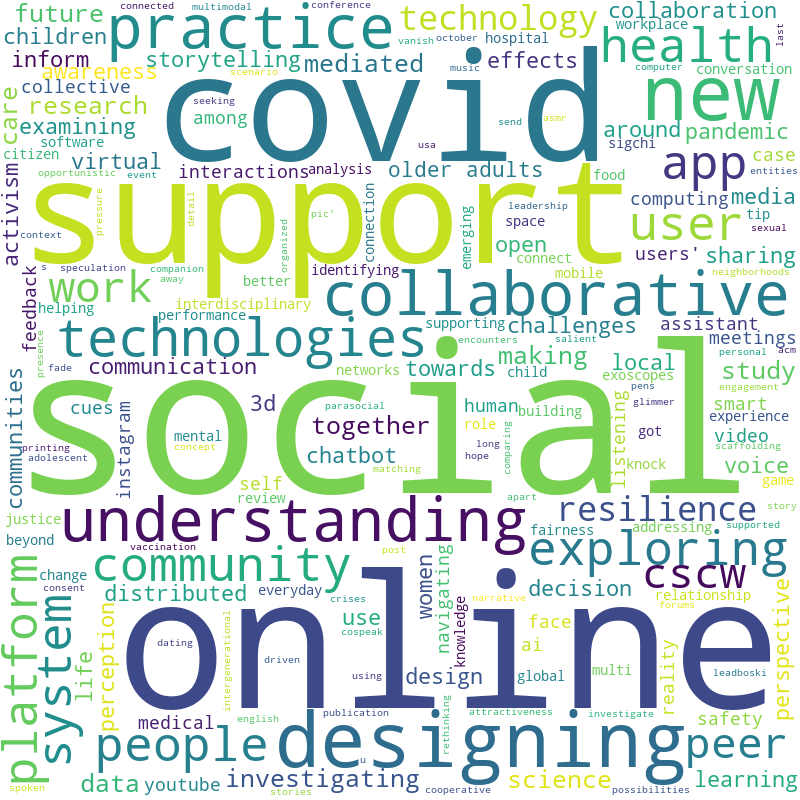 connected multimodal conference
future practice technology collaboration
children storytelling mediated vanish october hospital workplace last
inform awareness scenario effects music health computer conversation
collective seeking covid asmr new
care research examining among usa send around pandemic
citizen software sigchi
activism virtual interactions analysis older adults food app case entities
opportunistic event support leadership computing media
pressure detail organized pic' connection emerging space user tip sexual
context open users' sharing
s speculation companion identifying connect neighborhoods
feedback work away better mobile
helping interdisciplinary collaborative
performance supporting challenges assistant meetings
presence technologies encounters salient personal acm
fade communication networks towards making local study
communities child exoscopes engagement
cues instagram 3d parasocial human building listening pens glimmer smart
social role experience
together got video
mental concept chatbot long comparing scaffolding
printing adolescent hope matching knock voice
self review apart game
justice understanding resilience story
beyond fairness addressing supported
vaccination post exploring
platform system change community women navigating cscw
consent crises decision relationship
life distributed everyday use knowledge narrative forums perspective
perception intergenerational online cospeak face reality
dating driven ai design global multi leadboski
medical using english publication rethinking attractiveness investigate safety
people designing peer
u
spoken data youtube investigating science learning
stories cooperative possibilities